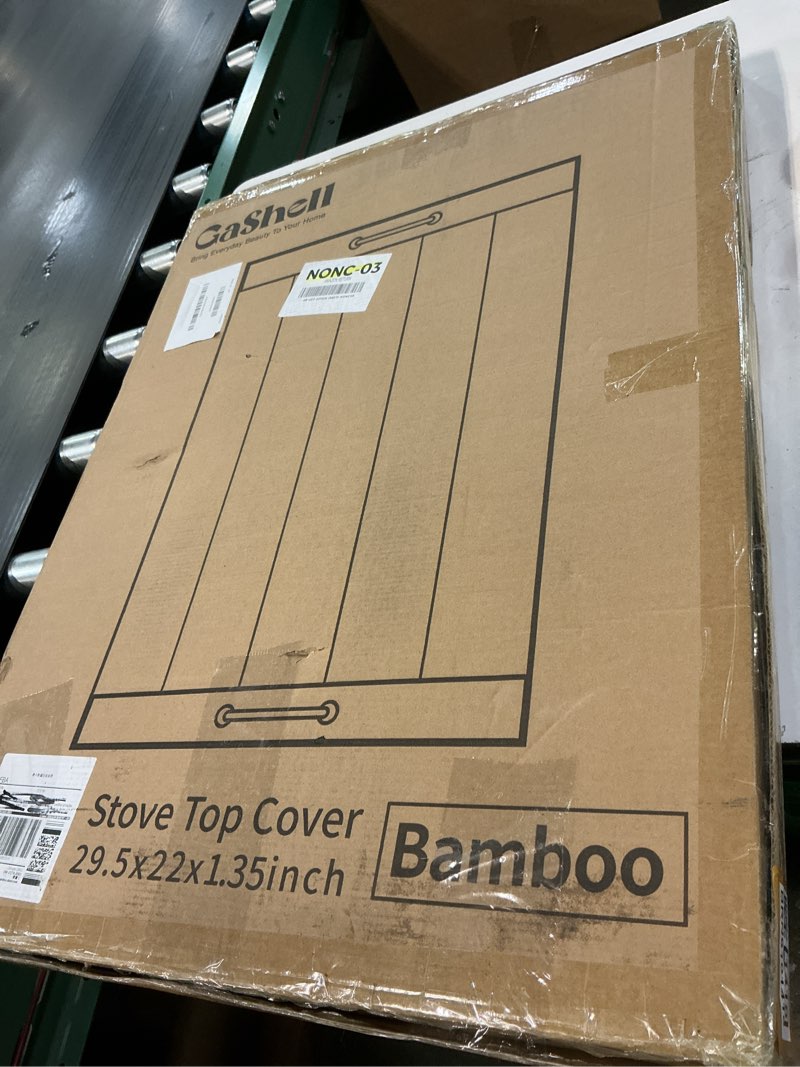 GaShell
Bring Everyday Beauty To Your Home
NONC-03
Stove Top Cover
29.5x22x1.35inch
Bamboo